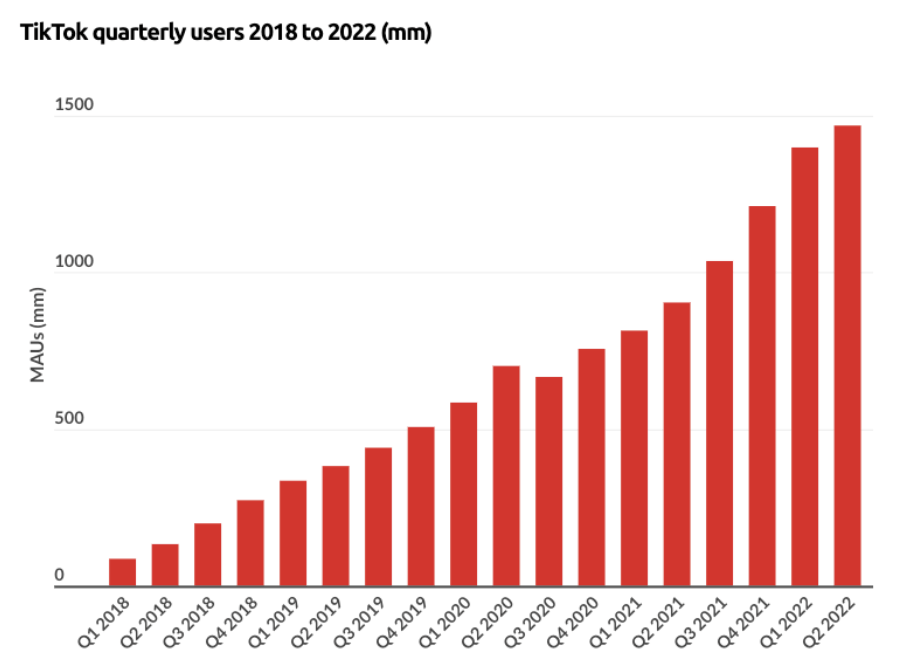 TikTok quarterly users 2018 to 2022 (mm)
1500
1000
500
0
MAUs (mm)
Q1 2018
Q2 2018
Q3 2018
Q4 2018
Q1 2019
Q2 2019
Q3 2019
Q4 2019
Q1 2020
Q2 2020
Q3 2020
Q4 2020
Q1 2021
Q2 2021
Q3 2021
Q4 2021
Q1 2022
Q2 2022